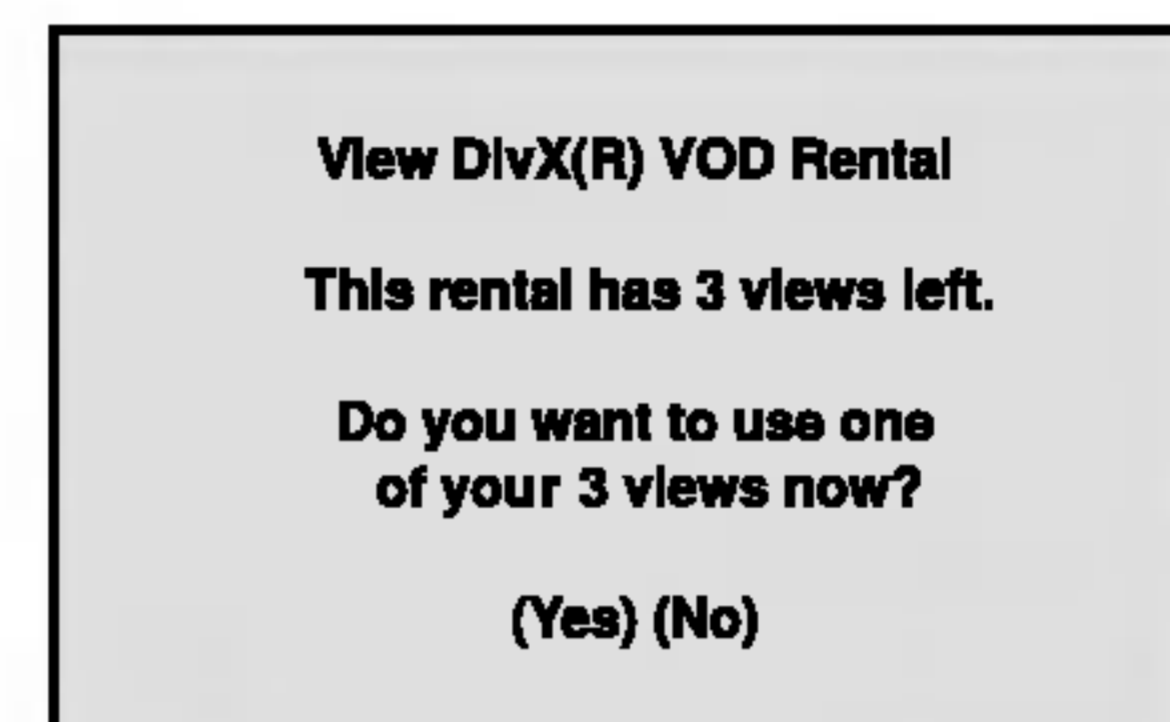 View DivX(R) VOD Rental
This rental has 3 views left.
Do you want to use one
of your 3 views now?
(Yes) (No)